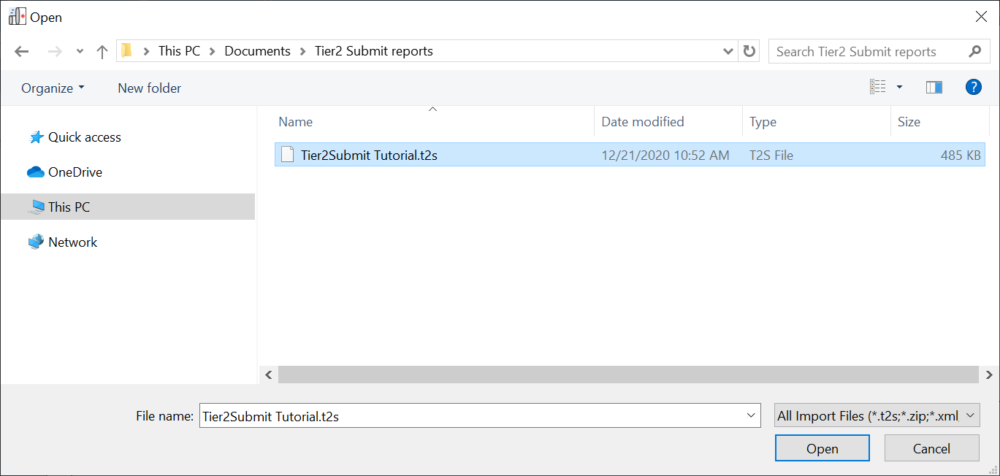 Open
This PC > Documents > Tier2 Submit reports
Search Tier2 Submit reports
Organize
New folder
?
Name
Date modified
Type
Size
Quick access
OneDrive
This PC
Network
Tier2Submit Tutorial.t2s 12/21/2020 10:52 AM T2S File 485 KB
File name: Tier2Submit Tutorial.t2s
All Import Files (*.t2s;*.zip;*.xml,
Open
Cancel